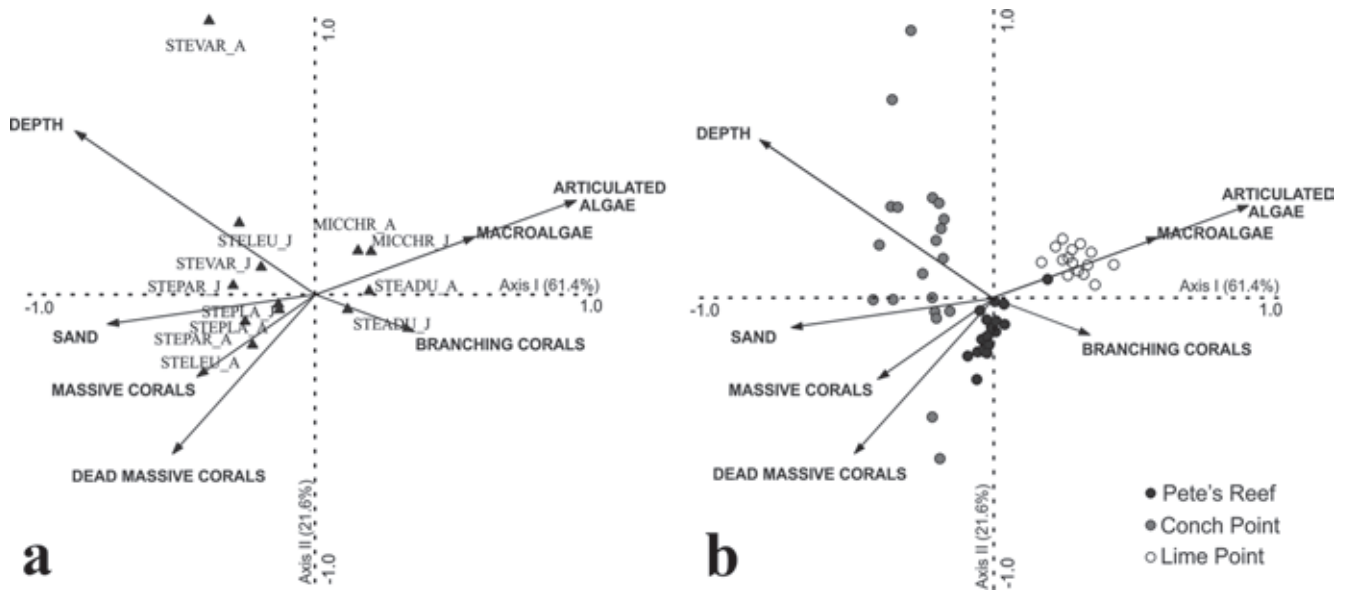 STEVAR_A
1.0
DEPTH
ARTICULATED
ALGAE
MICCHR_A
MICCHR_J
MACROALGAE
STELEU_J
STEVAR_J
STEPAR_J
STEADU_A
Axis I (61.4%)
-1.0
1.0
STEPLA_J
STEPLA_A
STEADU_J
SAND
STEPAR_A
BRANCHING CORALS
STELEU_A
MASSIVE CORALS
DEAD MASSIVE CORALS
Axis II (21.6%)
-1.0
a
1.0
DEPTH
ARTICULATED
ALGAE
MACROALGAE
Axis I (61.4%)
-1.0
1.0
SAND
BRANCHING CORALS
MASSIVE CORALS
DEAD MASSIVE CORALS
Axis II (21.6%)
-1.0
Pete's Reef
Conch Point
Lime Point
b